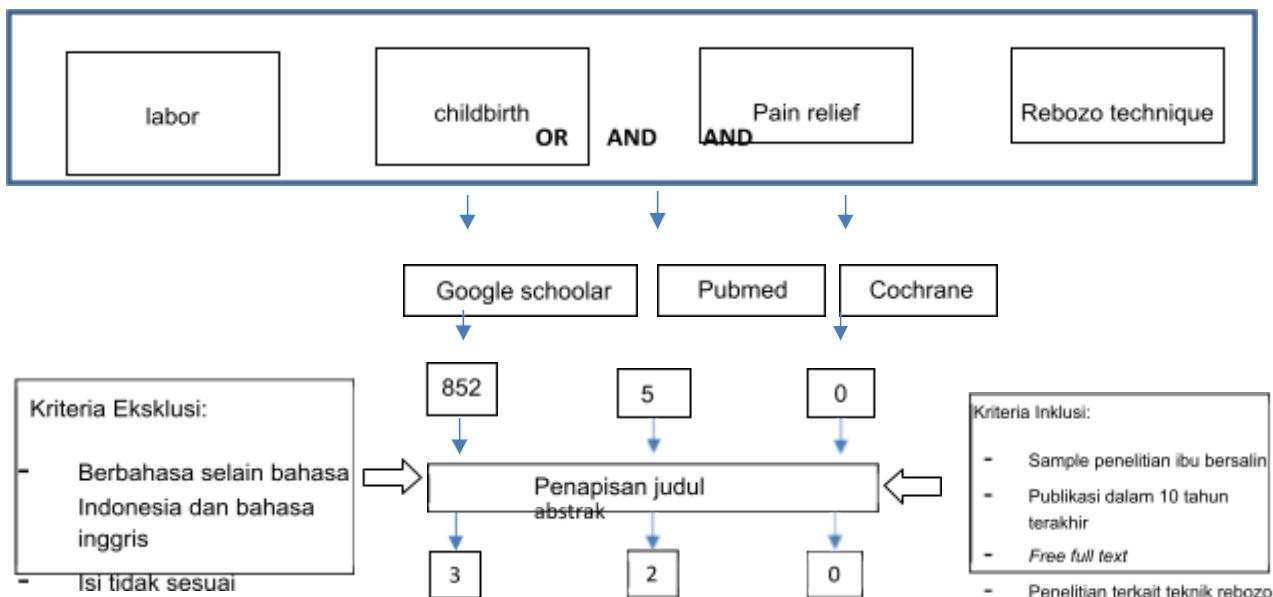 labor
childbirth
Pain relief
Rebozo technique
OR AND AND
Google schoolar
Pubmed
Cochrane
852
5
0
Kriteria Eksklusi:
- Berbahasa selain bahasa
Indonesia dan bahasa
inggris
- Isi tidak sesuai
Penapisan judul
abstrak
Kriteria Inklusi:
- Sample penelitian ibu bersalin
- Publikasi dalam 10 tahun
terakhir
- Free full text
- Penelitian terkait teknik rebozo
3
2
0